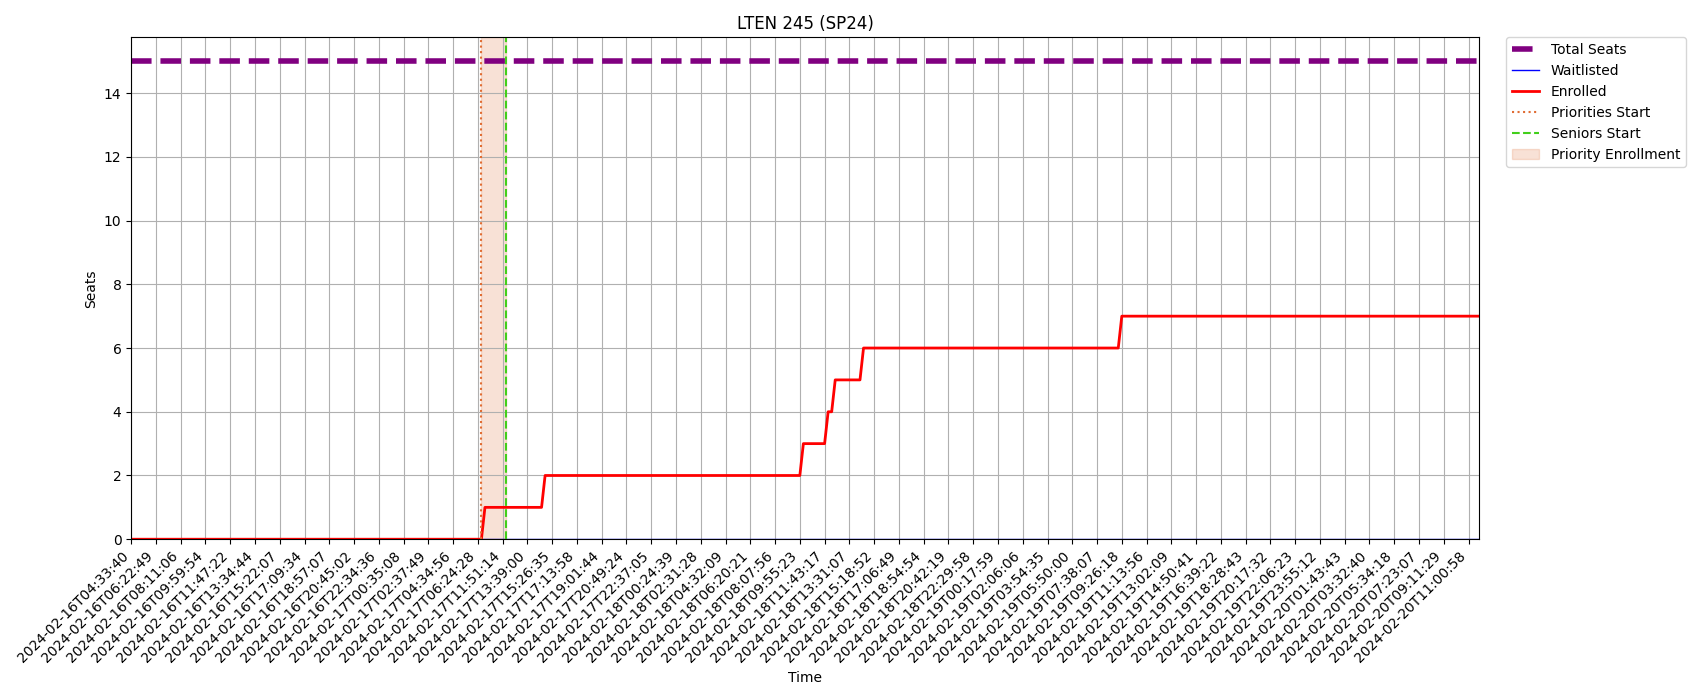 LTEN 245 (SP24)
Total Seats
Waitlisted
Enrolled
Priorities Start
Seniors Start
Priority Enrollment
Seats
14
12
10
8
6
4
2
0
2024-02-16T04:33:40
2024-02-16T06:22:49
2024-02-16T08:11:06
2024-02-16T09:59:54
2024-02-16T11:47:22
2024-02-16T13:34:44
2024-02-16T15:22:07
2024-02-16T17:09:34
2024-02-16T18:57:07
2024-02-16T20:45:02
2024-02-16T22:34:36
2024-02-17T00:35:08
2024-02-17T02:37:49
2024-02-17T04:34:56
2024-02-17T06:24:28
2024-02-17T11:51:14
2024-02-17T13:39:00
2024-02-17T15:26:35
2024-02-17T17:13:58
2024-02-17T19:01:44
2024-02-17T20:49:24
2024-02-17T22:37:05
2024-02-18T00:24:39
2024-02-18T02:31:28
2024-02-18T04:32:09
2024-02-18T06:20:21
2024-02-18T08:07:56
2024-02-18T09:55:23
2024-02-18T11:43:17
2024-02-18T13:31:07
2024-02-18T15:18:52
2024-02-18T17:06:49
2024-02-18T18:54:54
2024-02-18T20:42:19
2024-02-18T22:29:58
2024-02-19T00:17:59
2024-02-19T02:06:06
2024-02-19T03:54:35
2024-02-19T05:50:00
2024-02-19T07:38:07
2024-02-19T09:26:18
2024-02-19T11:13:56
2024-02-19T13:02:09
2024-02-19T14:50:41
2024-02-19T16:39:22
2024-02-19T18:28:43
2024-02-19T20:17:32
2024-02-19T22:06:23
2024-02-19T23:55:12
2024-02-20T01:43:43
2024-02-20T03:32:40
2024-02-20T05:34:18
2024-02-20T07:23:07
2024-02-20T09:11:29
2024-02-20T11:00:58
Time